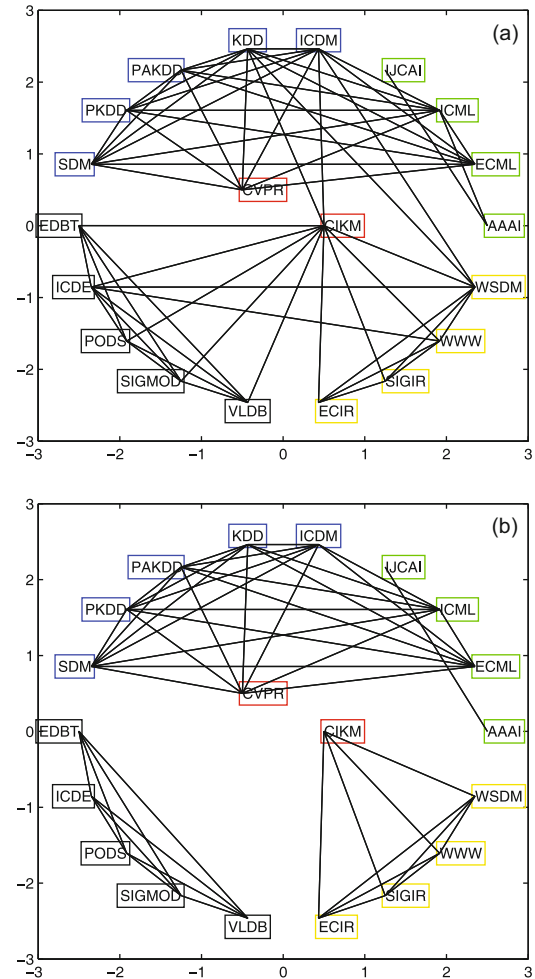 3
(a)
KDD ICDM
PAKDD IJCAI
2
PKDD ICML
1
SDM ECML
CVPR
0 EDBT CIKM AAAI
ICDE WSDM
−1
PODS WWW
−2
SIGMOD SIGIR
VLDB ECIR
−3
−3 −2 −1 0 1 2 3
3
(b)
KDD ICDM
PAKDD IJCAI
2
PKDD ICML
1
SDM ECML
CVPR
0 EDBT CIKM AAAI
ICDE WSDM
−1
PODS WWW
−2
SIGMOD SIGIR
VLDB ECIR
−3
−3 −2 −1 0 1 2 3